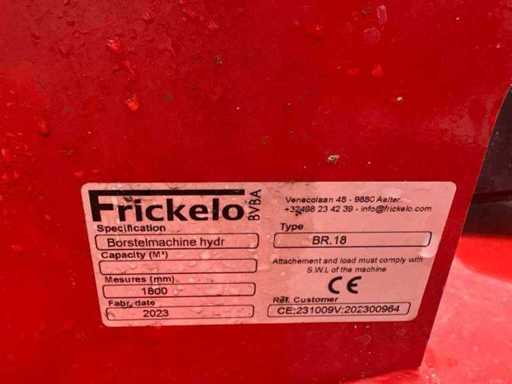 Frickelo BVBA
Venecolaan 48 - 9880 Aalter
+32498 23 42 39 - info@frickelo.com
Specification
Borstelmachine hydr
Type
BR.18
Capacity (M³)
Attachement and load must comply with
S.W.L of the machine
Mesures (mm)
1800
CE
Fabr. date
2023
Ref. Customer
CE:231009V:202300964